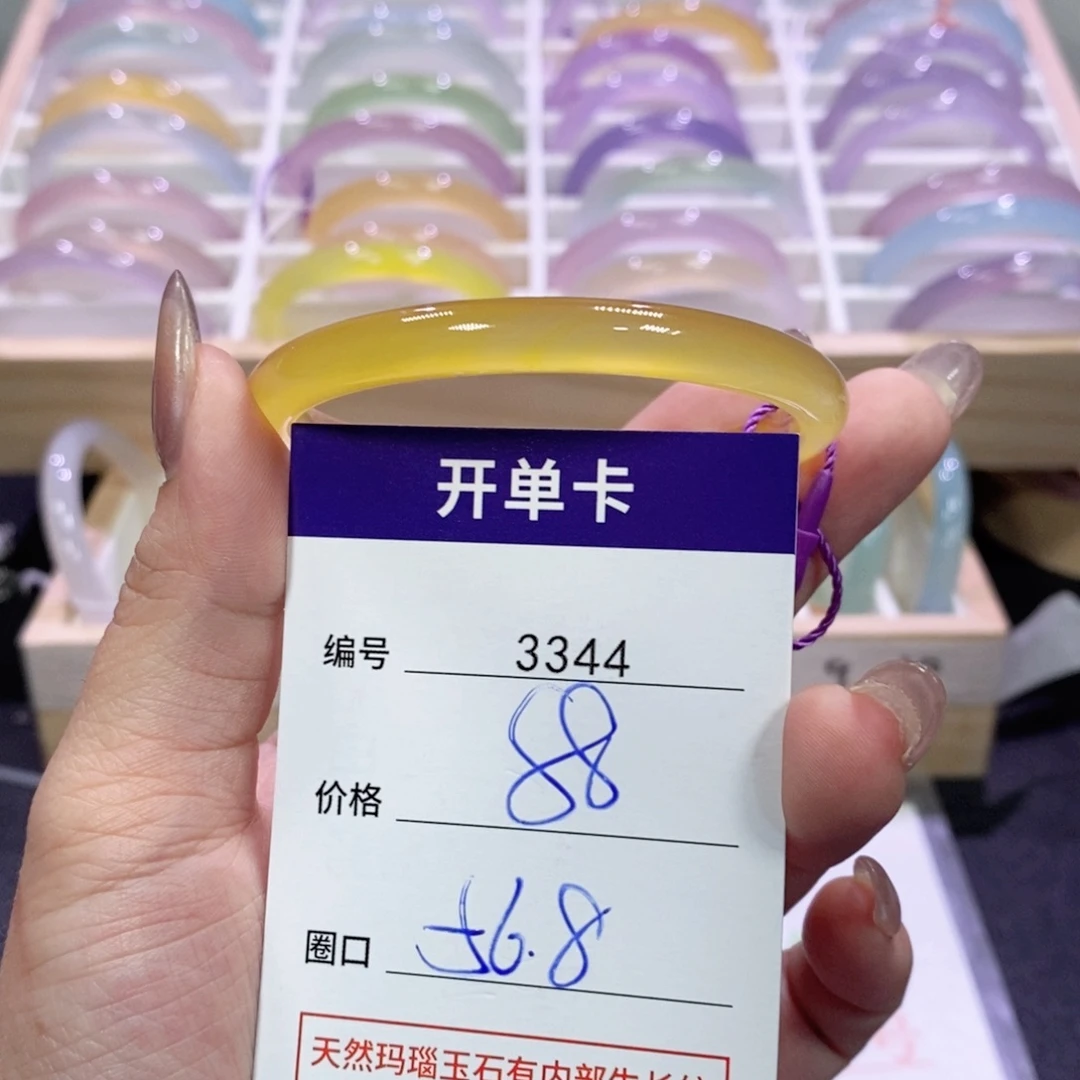 开单卡
编号 3344
价格 88
圈口 56.8
天然玛瑙玉石有内部生长纹